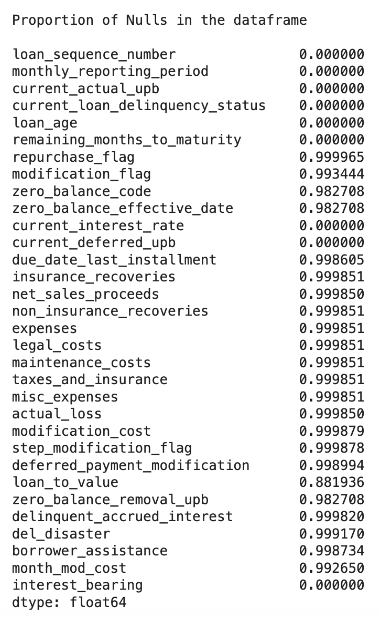 Proportion of Nulls in the dataframe
loan_sequence_number 0.000000
monthly_reporting_period 0.000000
current_actual_upb 0.000000
current_loan_delinquency_status 0.000000
loan_age 0.000000
remaining_months_to_maturity 0.000000
repurchase_flag 0.999965
modification_flag 0.993444
zero_balance_code 0.982708
zero_balance_effective_date 0.982708
current_interest_rate 0.000000
current_deferred_upb 0.000000
due_date_last_installment 0.998605
insurance_recoveries 0.999851
net_sales_proceeds 0.999850
non_insurance_recoveries 0.999851
expenses 0.999851
legal_costs 0.999851
maintenance_costs 0.999851
taxes_and_insurance 0.999851
misc_expenses 0.999851
actual_loss 0.999850
modification_cost 0.999879
step_modification_flag 0.999878
deferred_payment_modification 0.998994
loan_to_value 0.881936
zero_balance_removal_upb 0.982708
delinquent_accrued_interest 0.999820
del_disaster 0.999170
borrower_assistance 0.998734
month_mod_cost 0.992650
interest_bearing 0.000000
dtype: float64